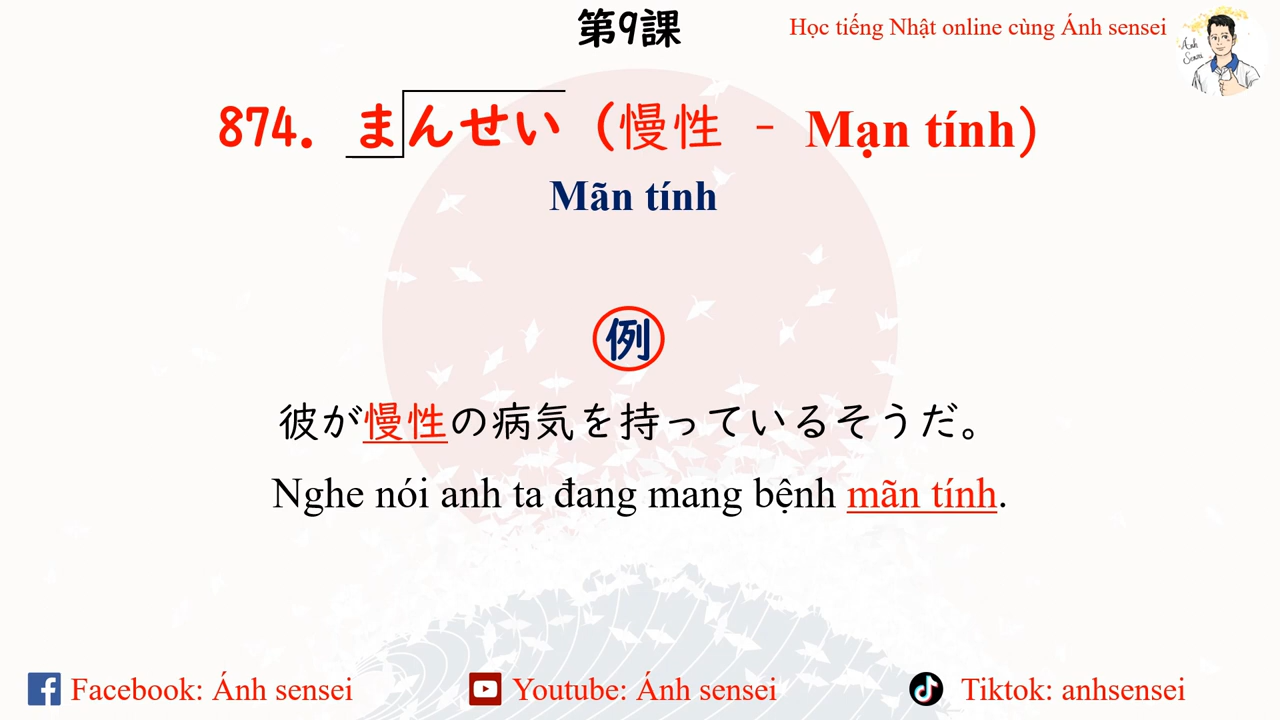 第9課
Học tiếng Nhật online cùng Ánh sensei
Ánh
Sensei
874. まんせい (慢性 - Mạn tính)
Mãn tính
例
彼が慢性の病気を持っているそうだ。
Nghe nói anh ta đang mang bệnh mãn tính.
Facebook: Ánh sensei
Youtube: Ánh sensei
Tiktok: anhsensei